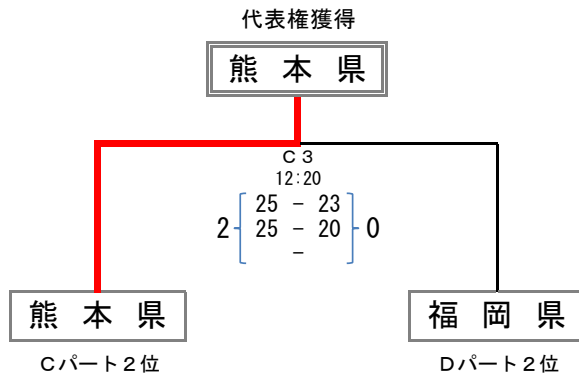 代表権獲得
熊 本 県
Ｃ３
12:20
25 － 23
2 25 － 20 0
－
熊 本 県 福 岡 県
Ｃパート２位 Ｄパート２位